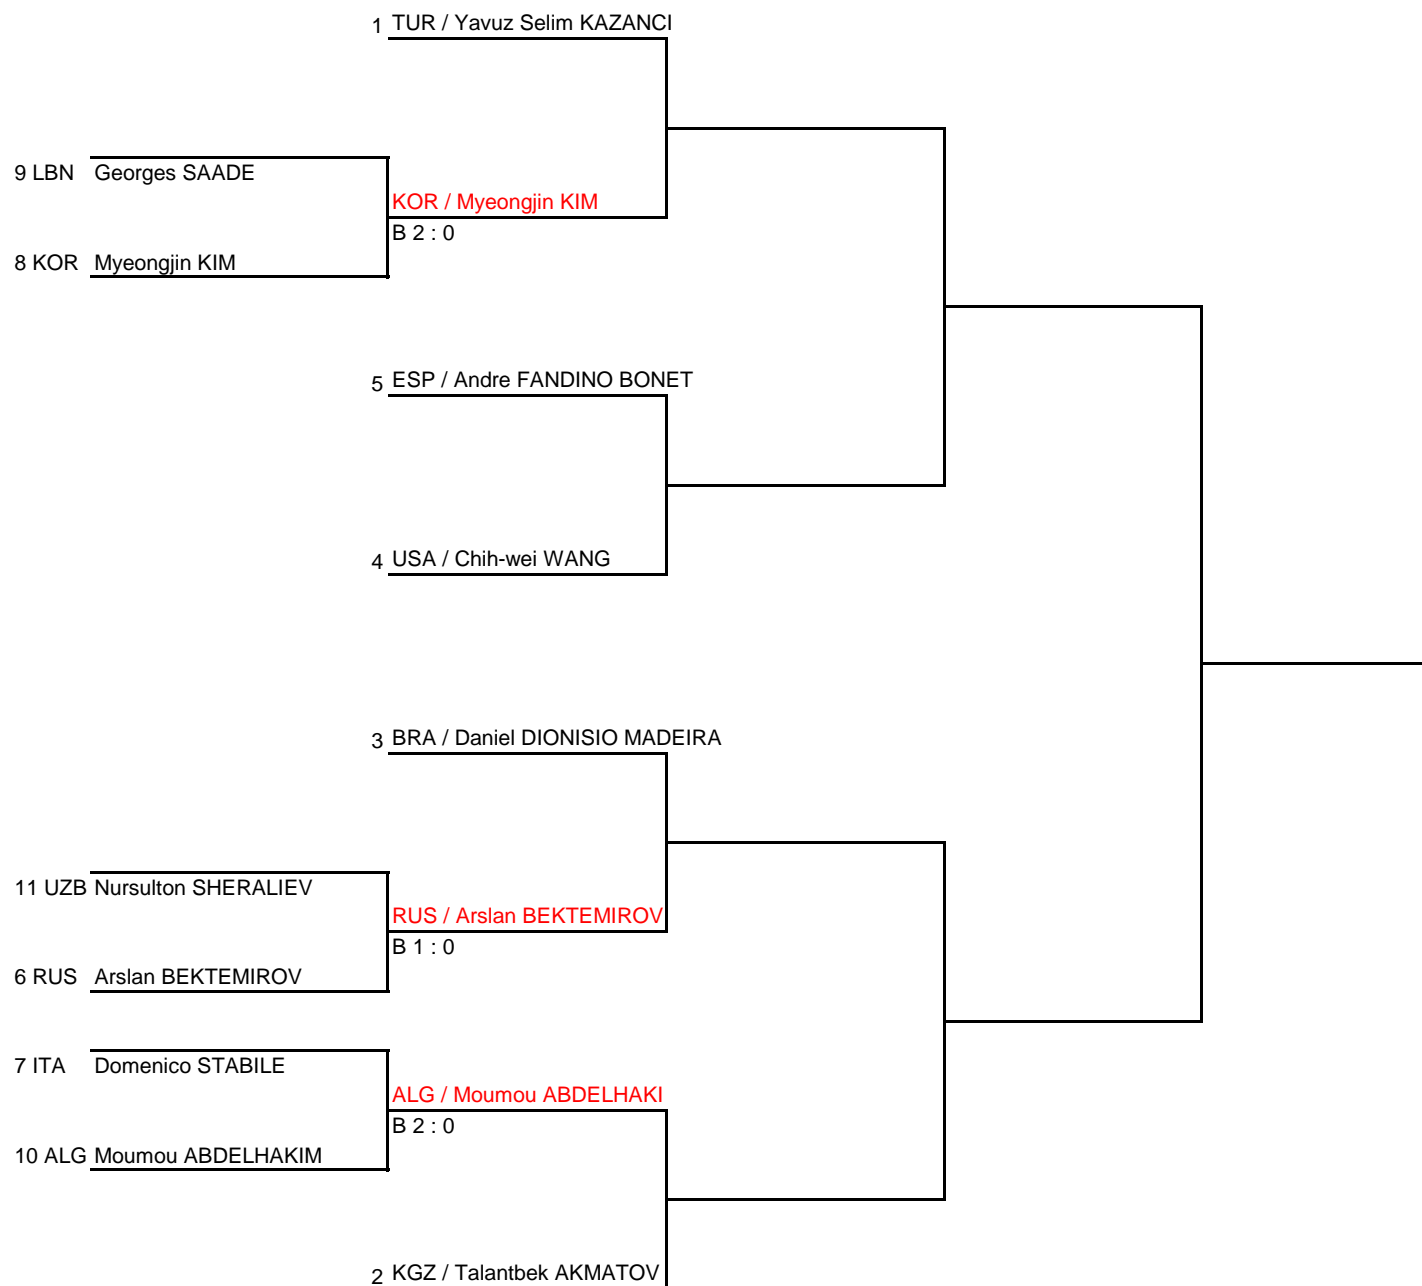 1 TUR / Yavuz Selim KAZANCI
9 LBN Georges SAADE
KOR / Myeongjin KIM
B 2 : 0
8 KOR Myeongjin KIM
5 ESP / Andre FANDINO BONET
4 USA / Chih-wei WANG
3 BRA / Daniel DIONISIO MADEIRA
11 UZB Nursulton SHERALIEV
RUS / Arslan BEKTEMIROV
B 1 : 0
6 RUS Arslan BEKTEMIROV
7 ITA Domenico STABILE
ALG / Moumou ABDELHAKI
B 2 : 0
10 ALG Moumou ABDELHAKIM
2 KGZ / Talantbek AKMATOV